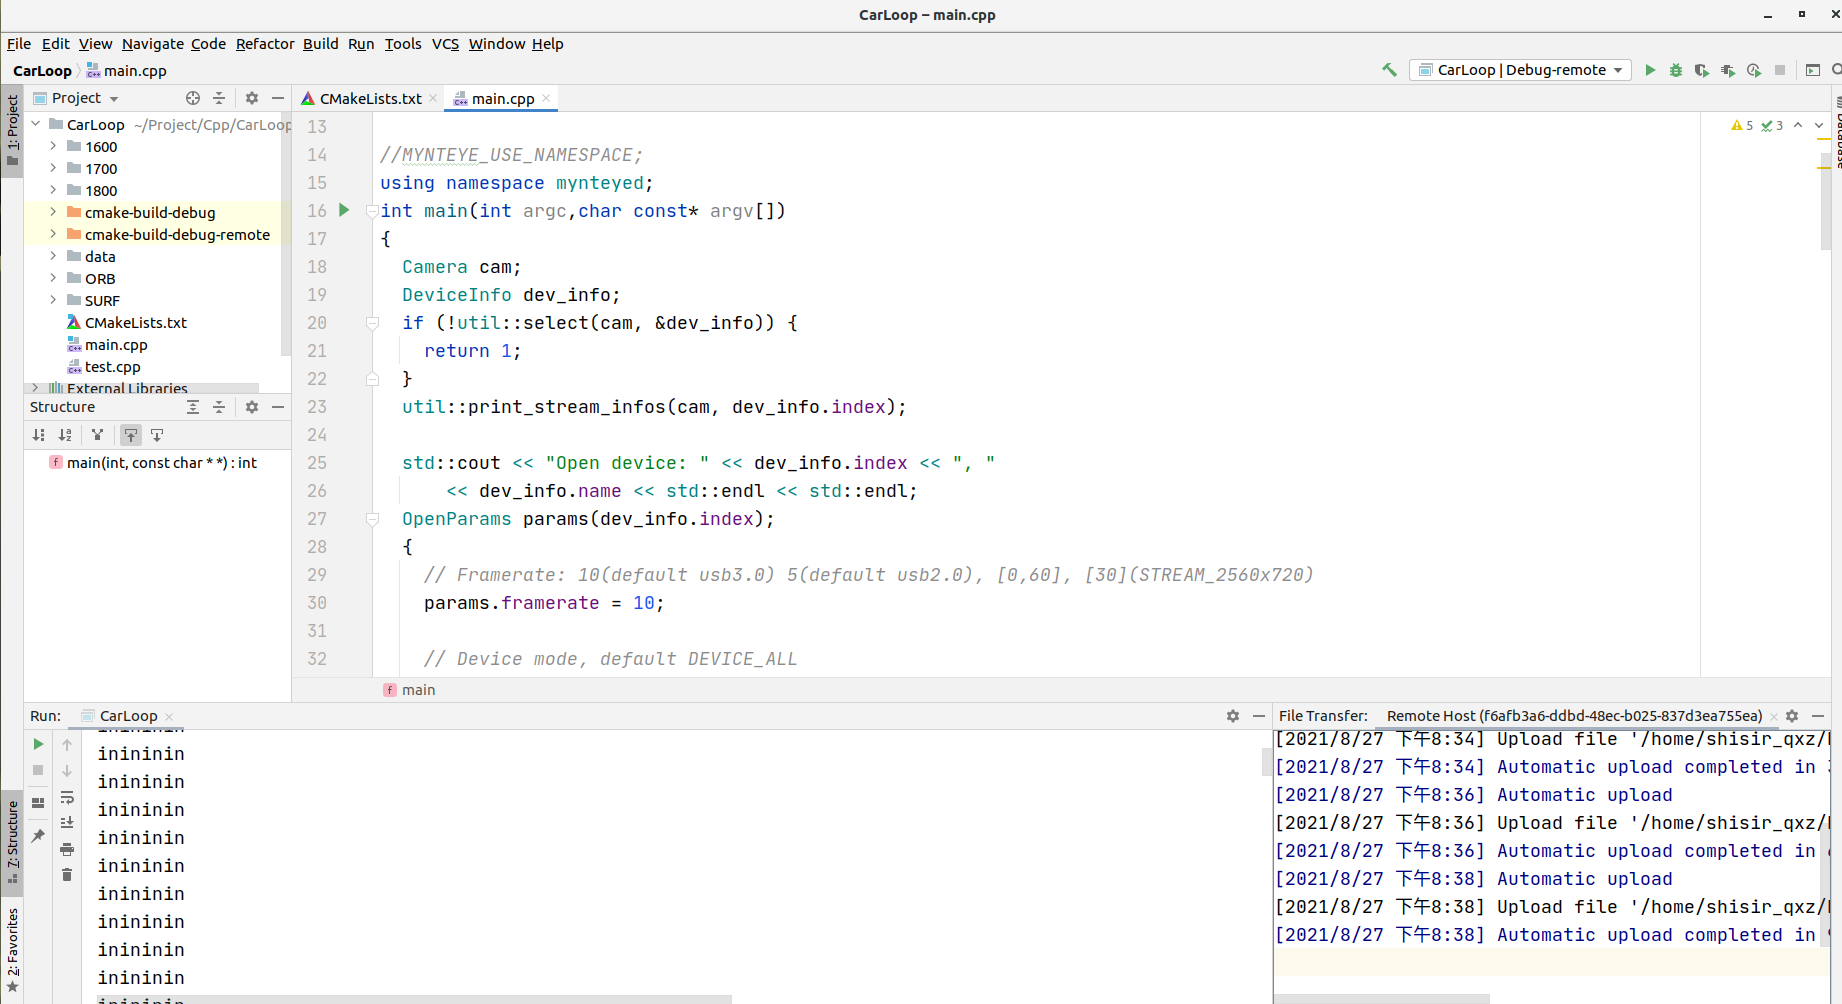 CarLoop – main.cpp
File Edit View Navigate Code Refactor Build Run Tools VCS Window Help
CarLoop main.cpp
CarLoop | Debug-remote
1: Project
Project
CarLoop ~/Project/Cpp/CarLoop
1600
1700
1800
cmake-build-debug
cmake-build-debug-remote
data
ORB
SURF
CMakeLists.txt
main.cpp
test.cpp
External Libraries
Structure
main(int, const char * *) : int
CMakeLists.txt main.cpp
5 3
Database
13
14 //MYNTEYE_USE_NAMESPACE;
15 using namespace mynteyed;
16 int main(int argc,char const* argv[])
17 {
18 Camera cam;
19 DeviceInfo dev_info;
20 if (!util::select(cam, &dev_info)) {
21 return 1;
22 }
23 util::print_stream_infos(cam, dev_info.index);
24
25 std::cout << "Open device: " << dev_info.index << ", "
26 << dev_info.name << std::endl << std::endl;
27 OpenParams params(dev_info.index);
28 {
29 // Framerate: 10(default usb3.0) 5(default usb2.0), [0,60], [30](STREAM_2560x720)
30 params.framerate = 10;
31
32 // Device mode, default DEVICE_ALL
f main
7: Structure
2: Favorites
Run: CarLoop
inininin
inininin
inininin
inininin
inininin
inininin
inininin
inininin
inininin
inininin
inininin
File Transfer: Remote Host (f6afb3a6-ddbd-48ec-b025-837d3ea755ea)
[2021/8/27 下午8:34] Upload file '/home/shisir_qxz/
[2021/8/27 下午8:34] Automatic upload completed in
[2021/8/27 下午8:36] Automatic upload
[2021/8/27 下午8:36] Upload file '/home/shisir_qxz/
[2021/8/27 下午8:36] Automatic upload completed in
[2021/8/27 下午8:38] Automatic upload
[2021/8/27 下午8:38] Upload file '/home/shisir_qxz/
[2021/8/27 下午8:38] Automatic upload completed in